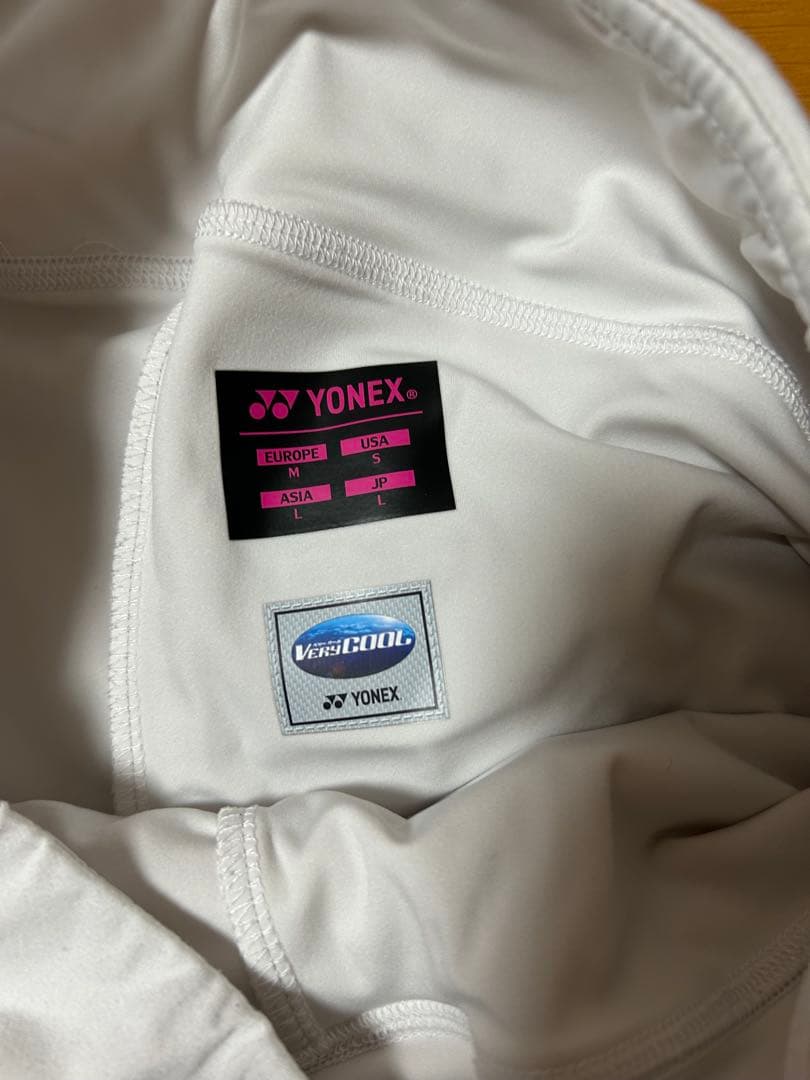 YONEX®
EUROPE USA
M S
ASIA JP
L L
VERYCOOL
YONEX